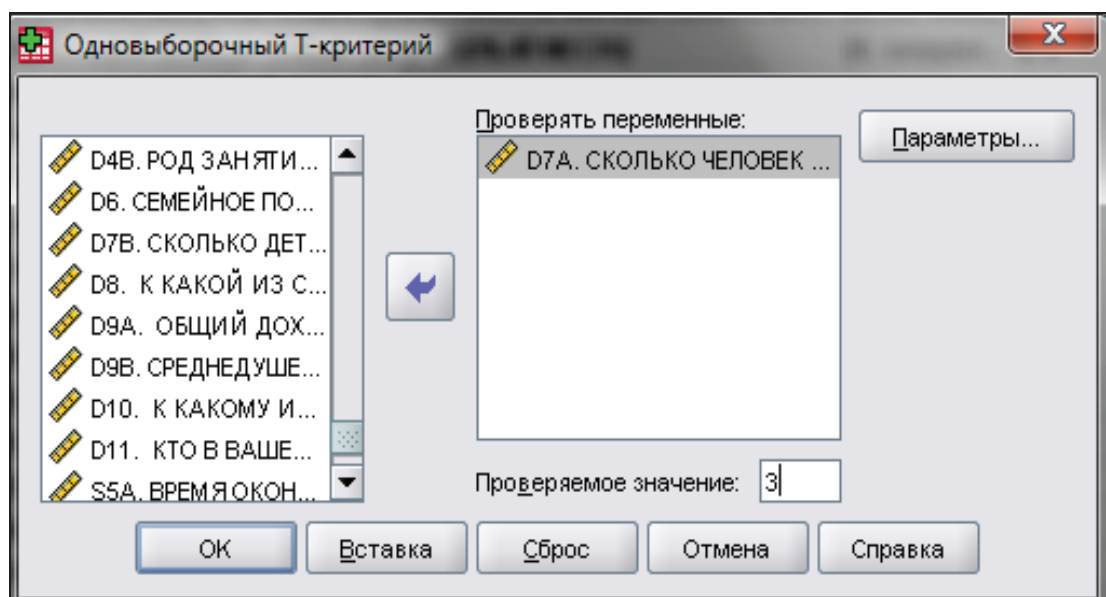 Одновыборочный Т-критерий
D4B. РОД ЗАНЯТИ...
D6. СЕМЕЙНОЕ ПО...
D7B. СКОЛЬКО ДЕТ...
D8. К КАКОЙ ИЗ С...
D9A. ОБЩИЙ ДОХ...
D9B. СРЕДНЕДУШЕ...
D10. К КАКОМУ И...
D11. КТО В ВАШЕ...
S5A. ВРЕМЯ ОКОН...
Проверять переменные:
D7A. СКОЛЬКО ЧЕЛОВЕК ...
Параметры...
Проверяемое значение: 3
ОК Вставка Сброс Отмена Справка